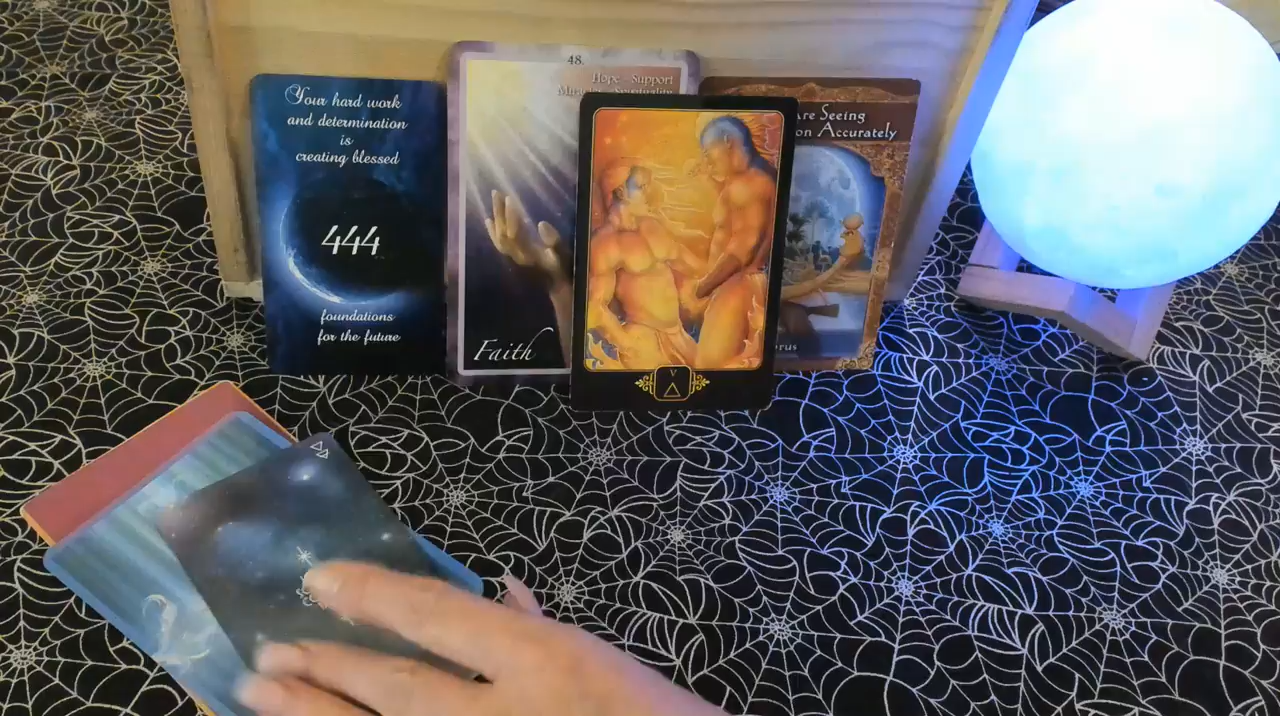 Your hard work
and determination
is
creating blessed
444
foundations
for the future
48.
Hope Support
Miracles Spirituality
Faith
V
Are Seeing
on Accurately
rus